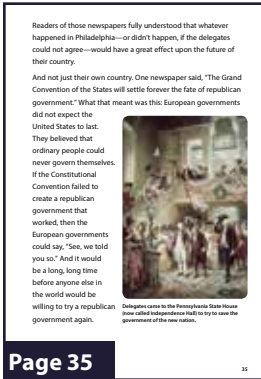 Readers of those newspapers fully understood that whatever
happened in Philadelphia—or didn't happen, if the delegates
could not agree—would have a great effect upon the future of
their country.
And not just their own country. One newspaper said, “The Grand
Convention of the States will settle forever the fate of republican
government.” What that meant was this: European governments
did not expect the
United States to last.
They believed that
ordinary people could
never govern themselves.
If the Constitutional
Convention failed to
create a republican
government that
worked, then the
European governments
could say, “See, we told
you so.” And it would
be a long, long time
before anyone else in
the world would be
willing to try a republican
government again.
Delegates came to the Pennsylvania State House
(now called Independence Hall) to try to save the
government of the new nation.
Page 35
35